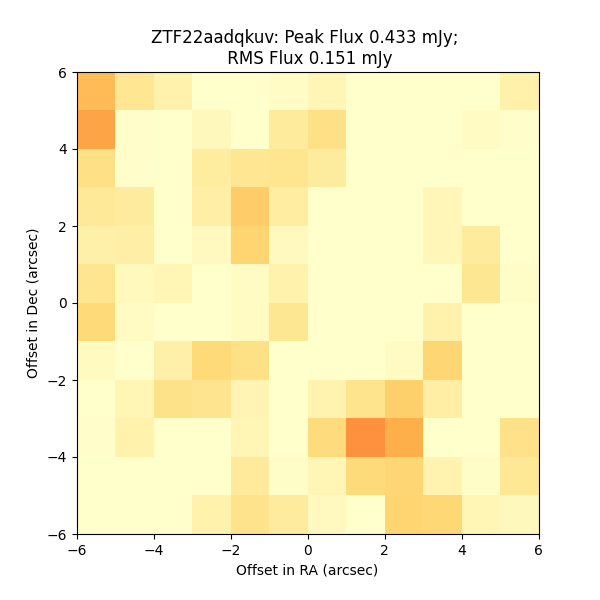 ZTF22aadqkuv: Peak Flux 0.433 mJy;
RMS Flux 0.151 mJy
6
4
2
0
−2
−4
−6
Offset in Dec (arcsec)
−6 −4 −2 0 2 4 6
Offset in RA (arcsec)